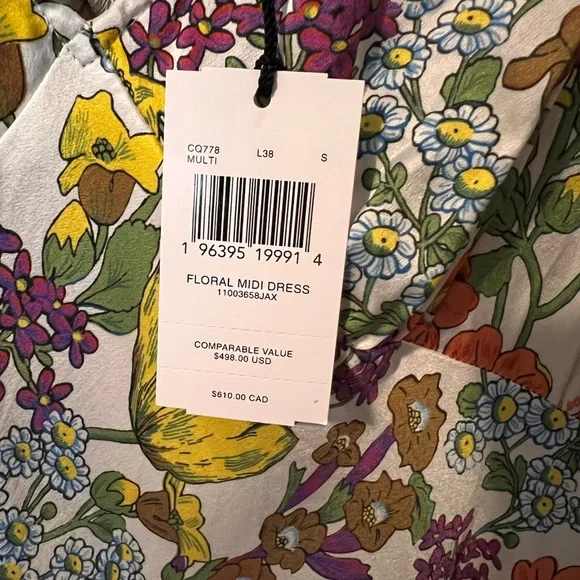 CQ778 L38 S
MULTI
1 96395 19991 4
FLORAL MIDI DRESS
11003658JAX
COMPARABLE VALUE
$498.00 USD
$610.00 CAD